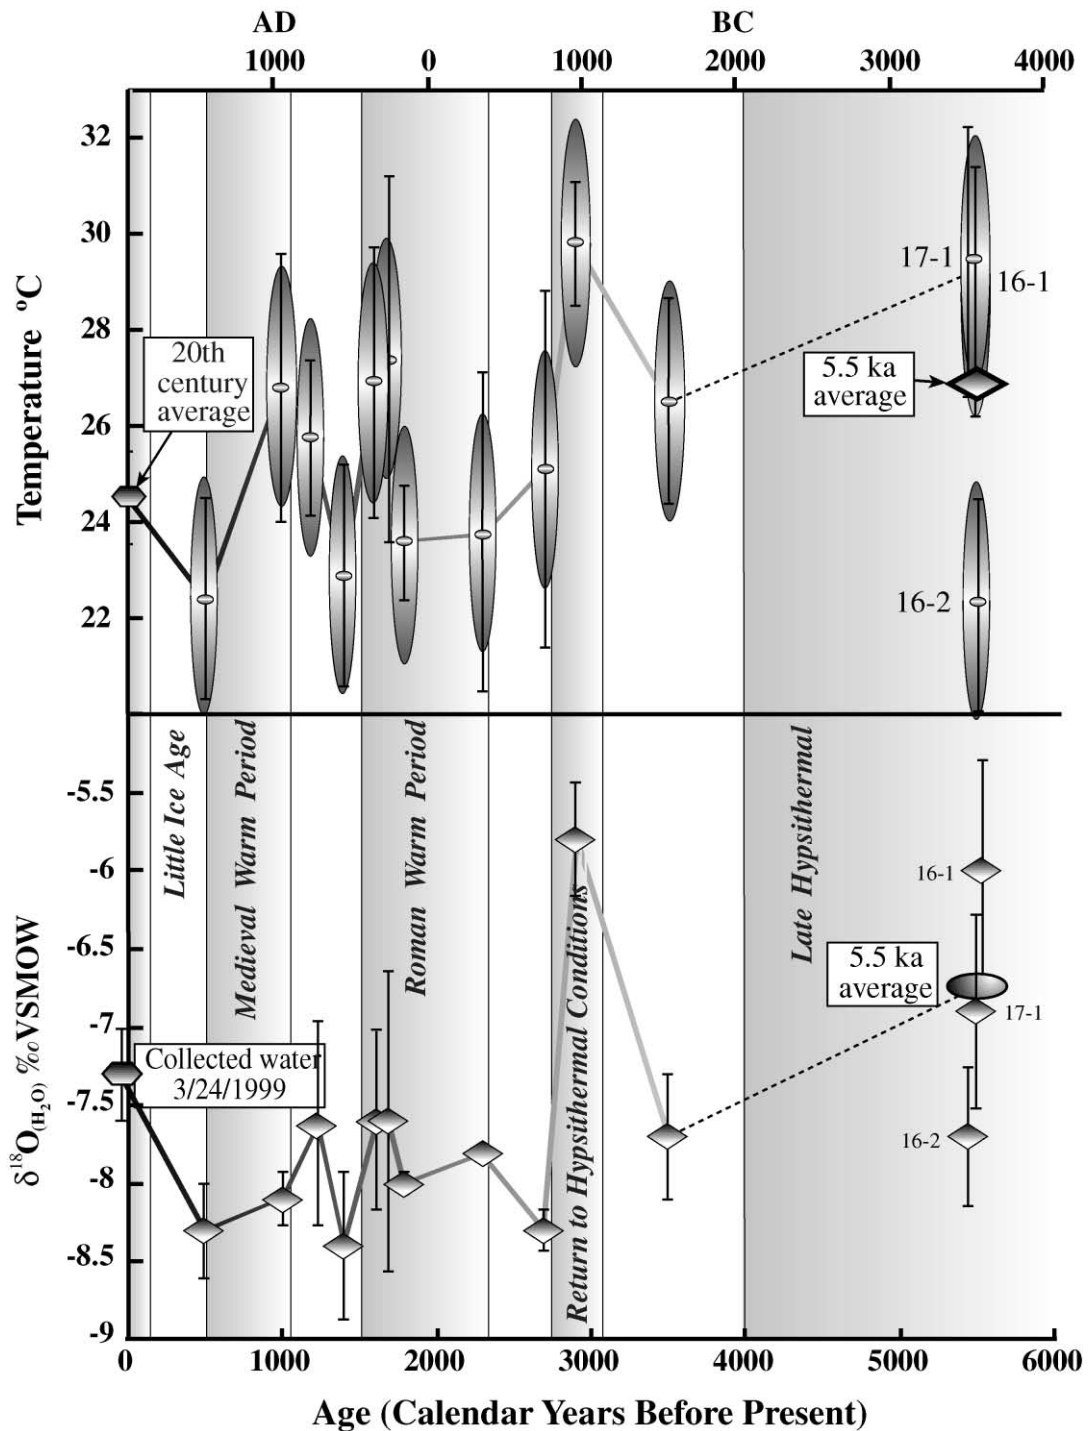 AD BC
1000 0 1000 2000 3000 4000
32
30
28
26
24
22
Temperature ºC
20th
century
average
17-1
16-1
5.5 ka
average
16-2
Little Ice Age
Medieval Warm Period
Roman Warm Period
Return to Hypsithermal Conditions
Late Hypsithermal
-5.5
-6
-6.5
-7
-7.5
-8
-8.5
-9
δ¹⁸O(H₂O) ‰ VSMOW
Collected water
3/24/1999
16-1
5.5 ka
average
17-1
16-2
0 1000 2000 3000 4000 5000 6000
Age (Calendar Years Before Present)